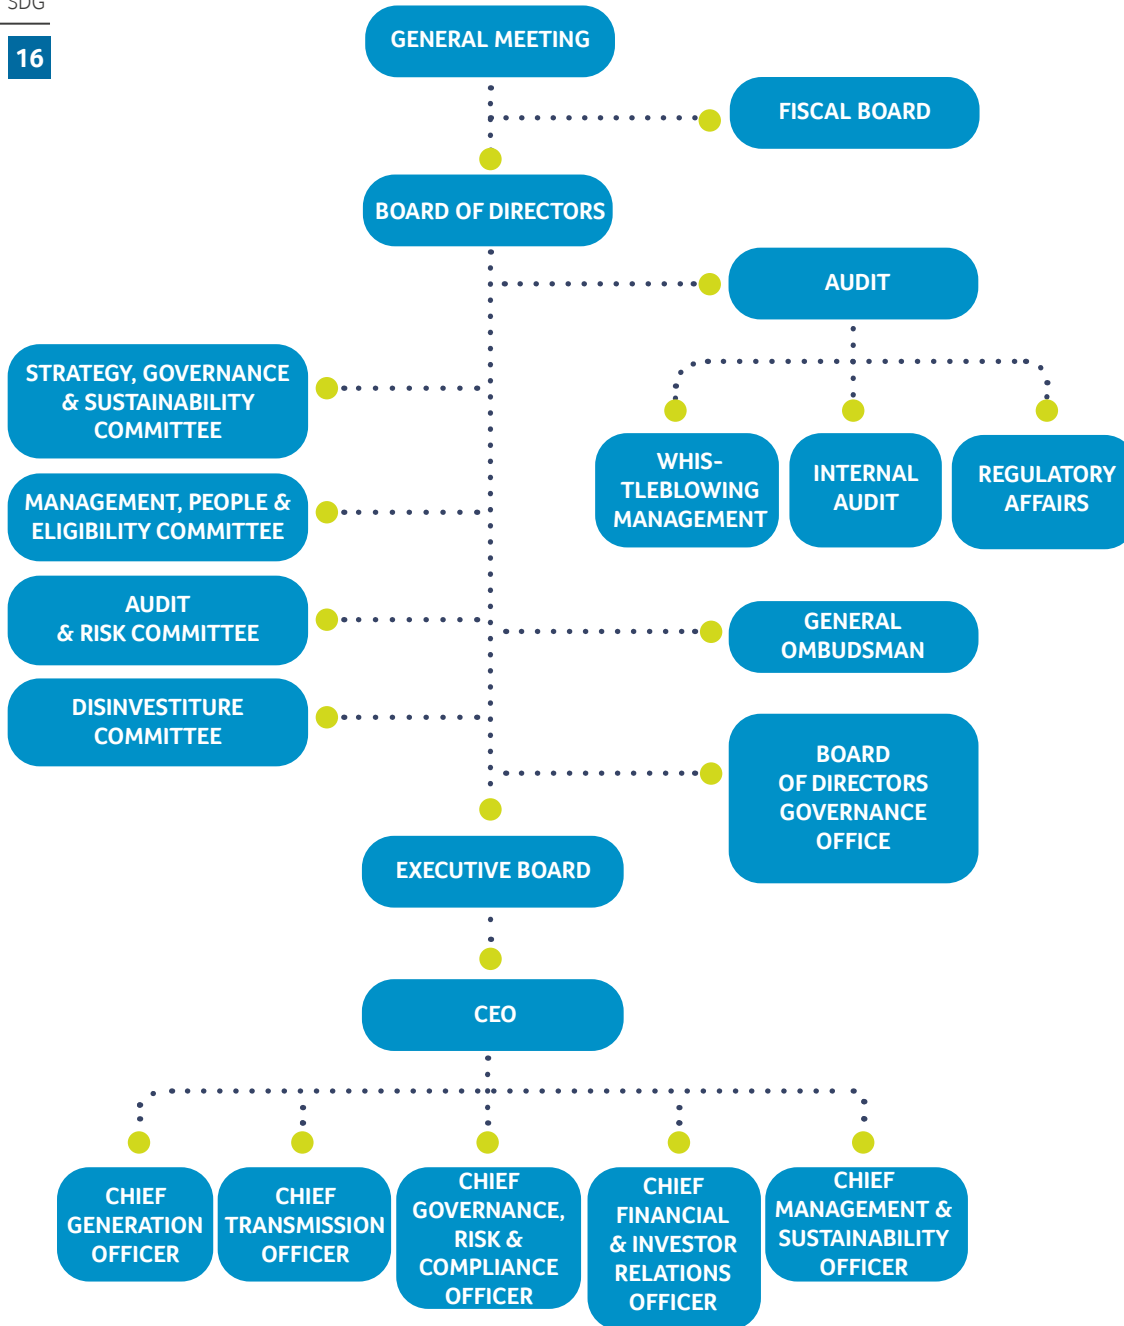 SDG
16
GENERAL MEETING
FISCAL BOARD
BOARD OF DIRECTORS
AUDIT
STRATEGY, GOVERNANCE
& SUSTAINABILITY
COMMITTEE
WHIS-
TLEBLOWING
MANAGEMENT
INTERNAL
AUDIT
REGULATORY
AFFAIRS
MANAGEMENT, PEOPLE &
ELIGIBILITY COMMITTEE
AUDIT
& RISK COMMITTEE
GENERAL
OMBUDSMAN
DISINVESTITURE
COMMITTEE
BOARD
OF DIRECTORS
GOVERNANCE
OFFICE
EXECUTIVE BOARD
CEO
CHIEF
GENERATION
OFFICER
CHIEF
TRANSMISSION
OFFICER
CHIEF
GOVERNANCE,
RISK &
COMPLIANCE
OFFICER
CHIEF
FINANCIAL
& INVESTOR
RELATIONS
OFFICER
CHIEF
MANAGEMENT &
SUSTAINABILITY
OFFICER